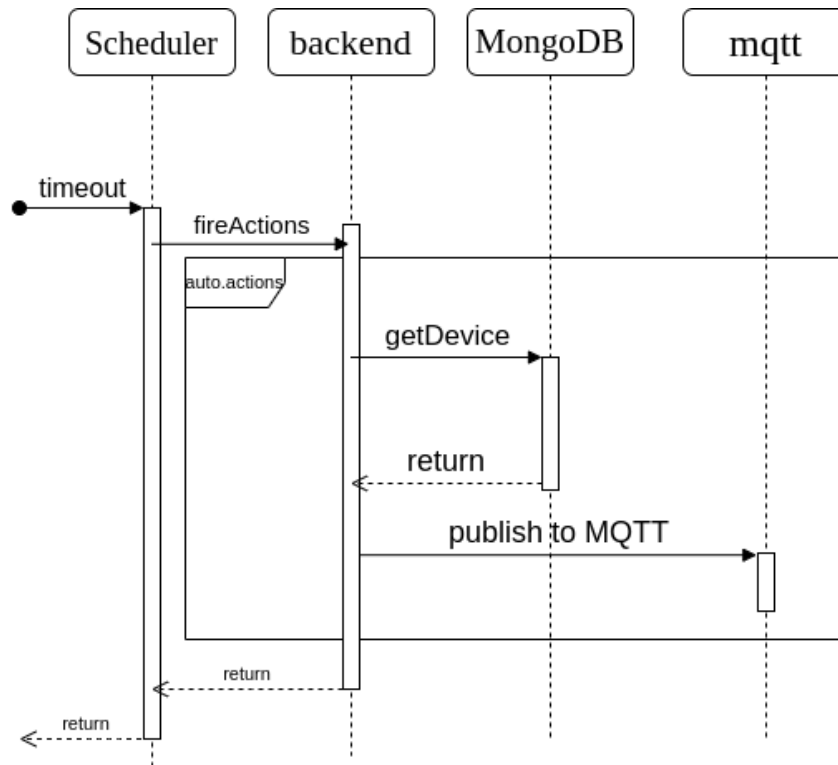 Scheduler
backend
MongoDB
mqtt
timeout
fireActions
auto.actions
getDevice
return
publish to MQTT
return
return